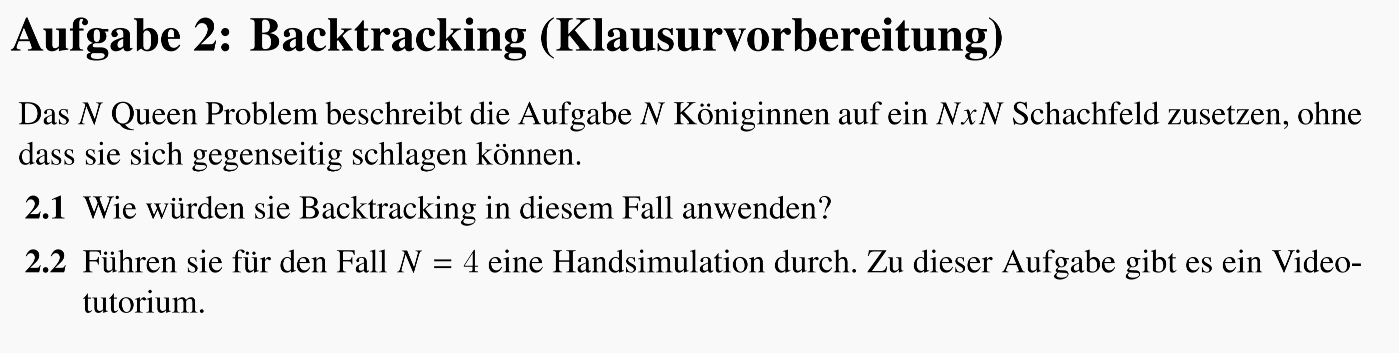 Aufgabe 2: Backtracking (Klausurvorbereitung)
Das N Queen Problem beschreibt die Aufgabe N Königinnen auf ein NxN Schachfeld zusetzen, ohne
dass sie sich gegenseitig schlagen können.
2.1 Wie würden sie Backtracking in diesem Fall anwenden?
2.2 Führen sie für den Fall N = 4 eine Handsimulation durch. Zu dieser Aufgabe gibt es ein Video-
tutorium.